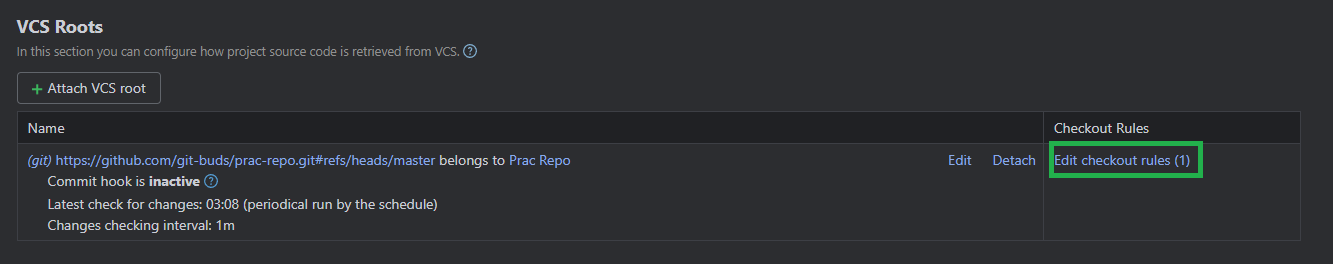 VCS Roots
In this section you can configure how project source code is retrieved from VCS. ?
+ Attach VCS root
Name Checkout Rules
(git) https://github.com/git-buds/prac-repo.git#refs/heads/master belongs to Prac Repo Edit Detach Edit checkout rules (1)
Commit hook is inactive ?
Latest check for changes: 03:08 (periodical run by the schedule)
Changes checking interval: 1m